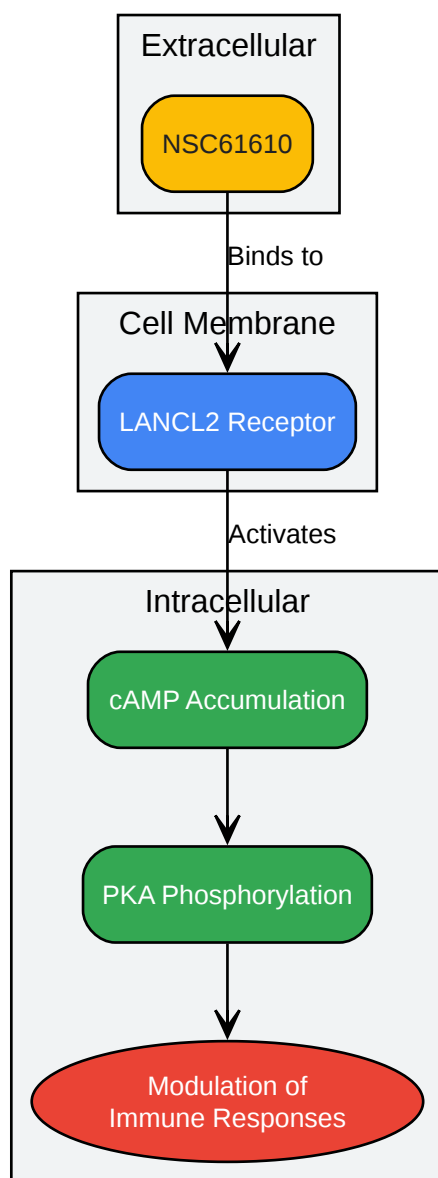 Extracellular
NSC61610
Binds to
Cell Membrane
LANCL2 Receptor
Activates
Intracellular
cAMP Accumulation
PKA Phosphorylation
Modulation of
Immune Responses